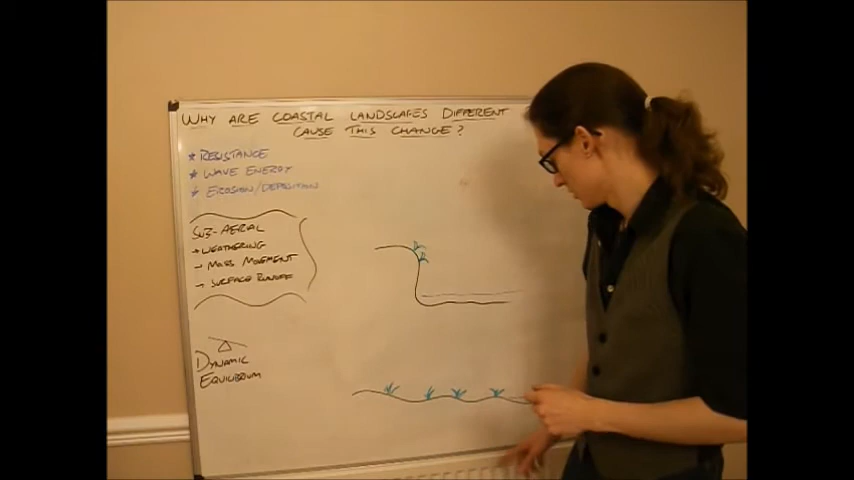 WHY ARE COASTAL LANDSCAPES DIFFERENT
CAUSE THIS CHANGE?
* RESISTANCE
* WAVE ENERGY
* EROSION/DEPOSITION
SUB-AERIAL
→ WEATHERING
→ MASS MOVEMENT
→ SURFACE RUNOFF
DYNAMIC
EQUILIBRIUM